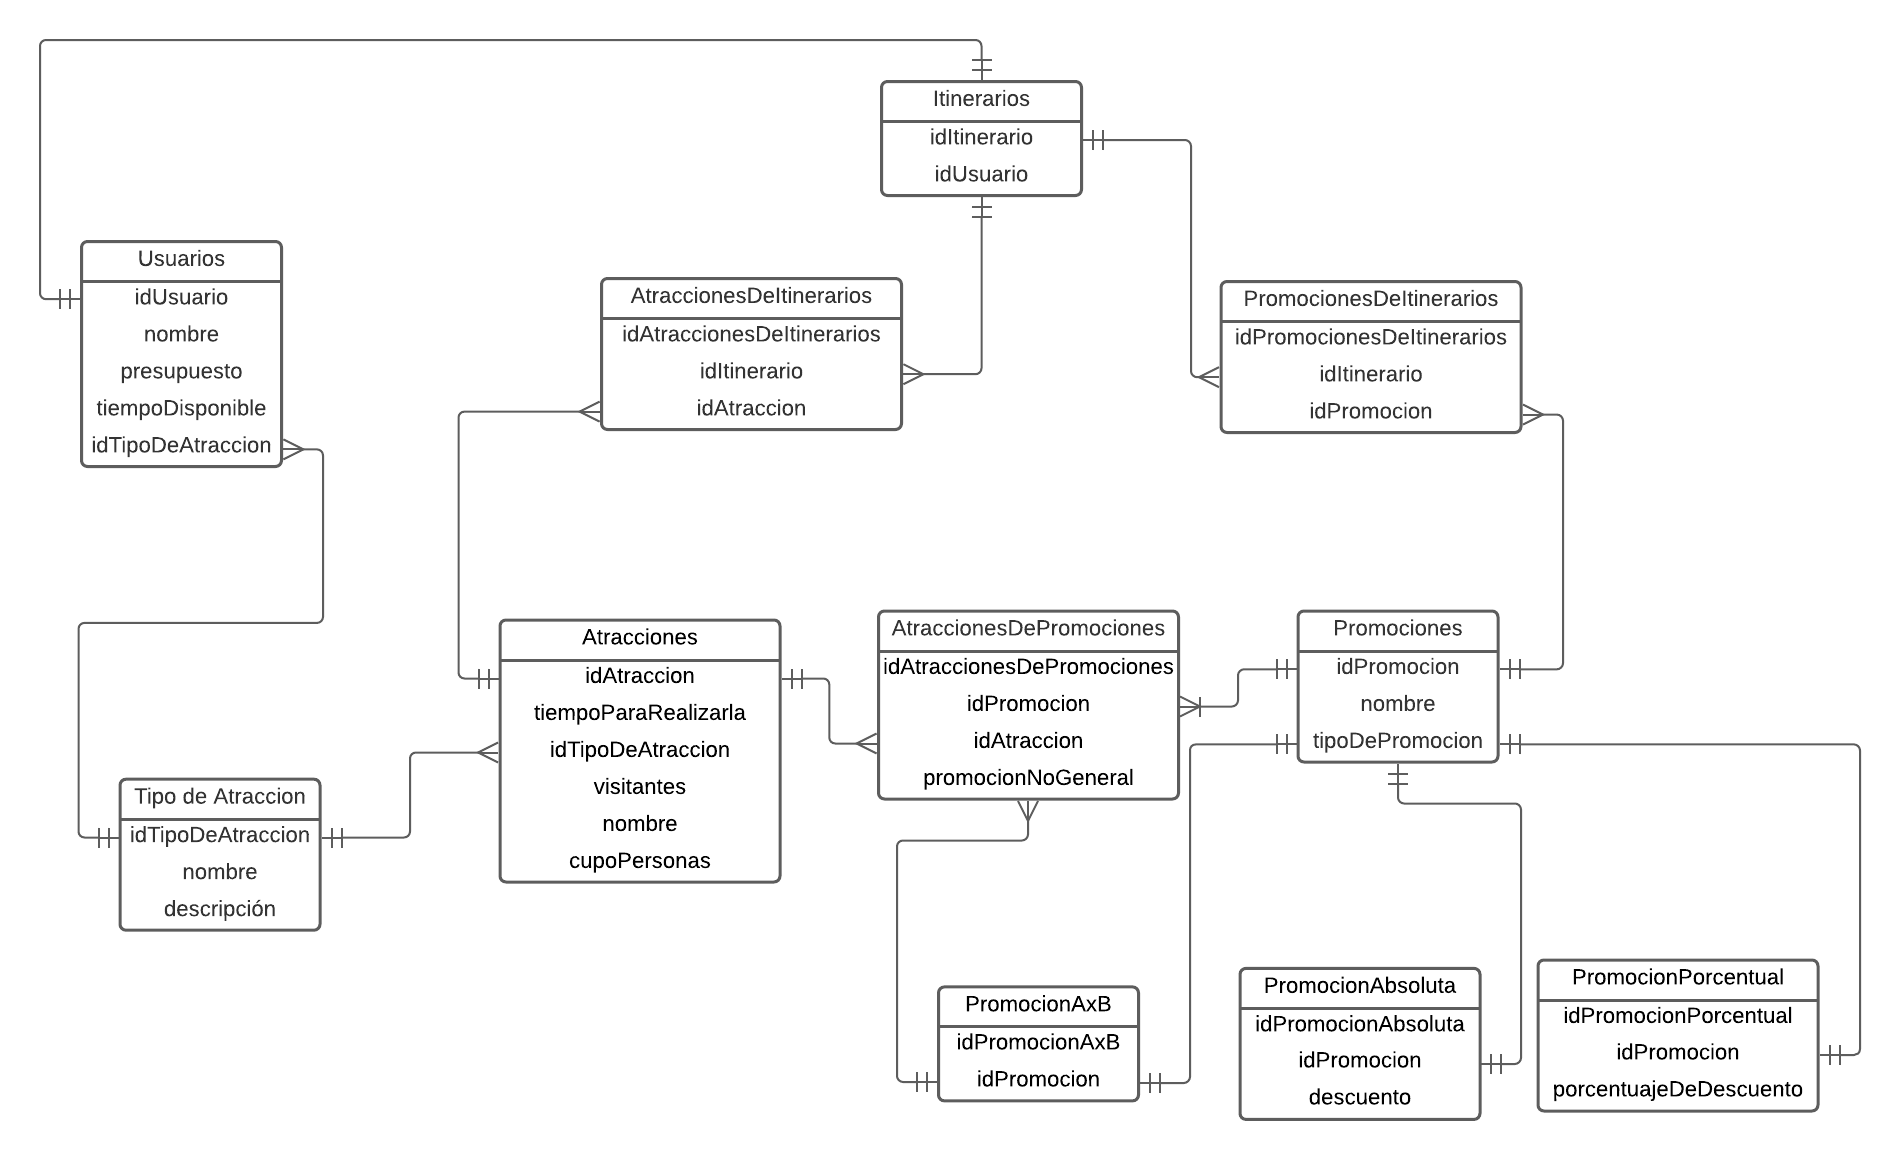 Itinerarios
idItinerario
idUsuario
Usuarios
idUsuario
nombre
presupuesto
tiempoDisponible
idTipoDeAtraccion
AtraccionesDeItinerarios
idAtraccionesDeItinerarios
idItinerario
idAtraccion
PromocionesDeItinerarios
idPromocionesDeItinerarios
idItinerario
idPromocion
Atracciones
idAtraccion
tiempoParaRealizarla
idTipoDeAtraccion
visitantes
nombre
cupoPersonas
AtraccionesDePromociones
idAtraccionesDePromociones
idPromocion
idAtraccion
promocionNoGeneral
Promociones
idPromocion
nombre
tipoDePromocion
Tipo de Atraccion
idTipoDeAtraccion
nombre
descripción
PromocionAxB
idPromocionAxB
idPromocion
PromocionAbsoluta
idPromocionAbsoluta
idPromocion
descuento
PromocionPorcentual
idPromocionPorcentual
idPromocion
porcentuajeDeDescuento